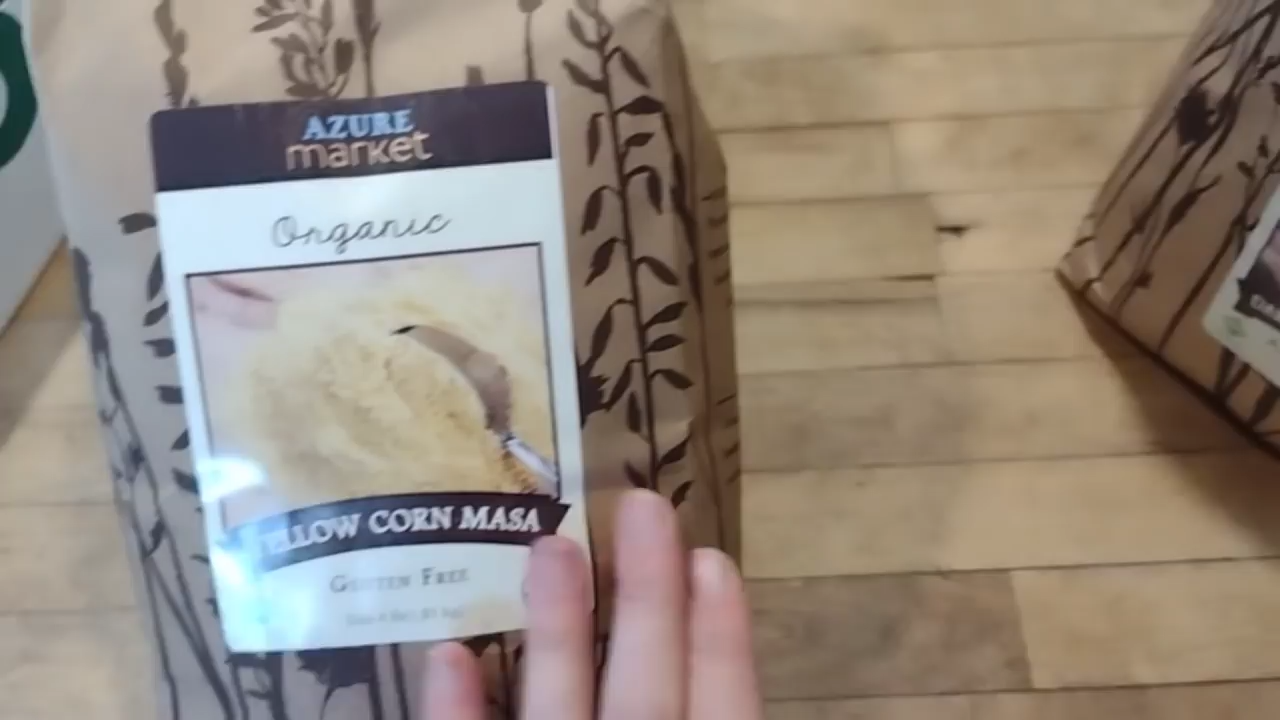 AZURE
market
Organic
YELLOW CORN MASA
GLUTEN FREE